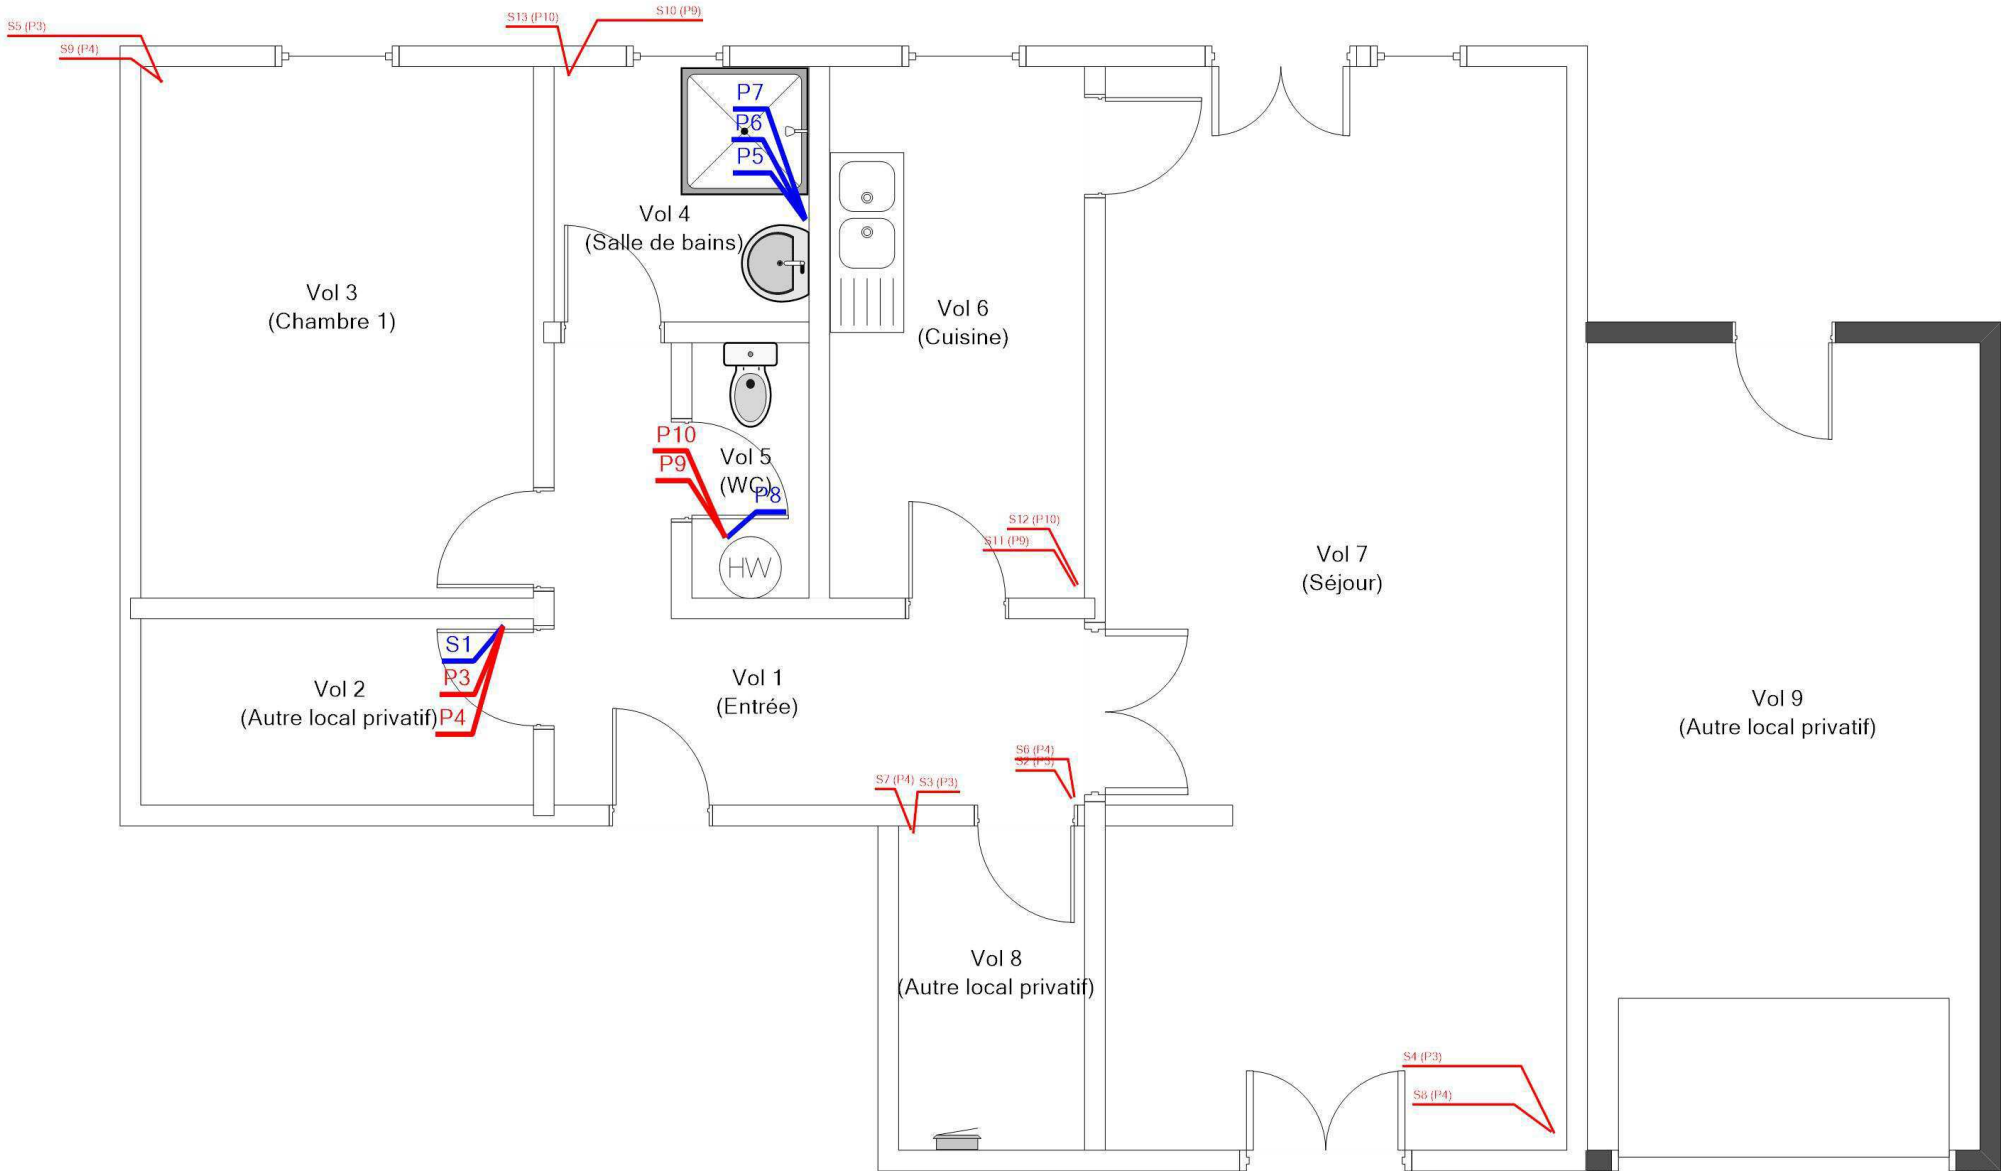 S5 (P3)
S9 (P4)
S13 (P10)
S10 (P9)
P7
P6
P5
Vol 4
(Salle de bains)
Vol 3
(Chambre 1)
Vol 6
(Cuisine)
P10
P9
Vol 5
(WC)
P8
HW
S12 (P10)
S11 (P9)
Vol 7
(Séjour)
S1
P3
P4
Vol 2
(Autre local privatif)
Vol 1
(Entrée)
Vol 9
(Autre local privatif)
S6 (P4)
S2 (P3)
S7 (P4)
S3 (P3)
Vol 8
(Autre local privatif)
S4 (P3)
S8 (P4)